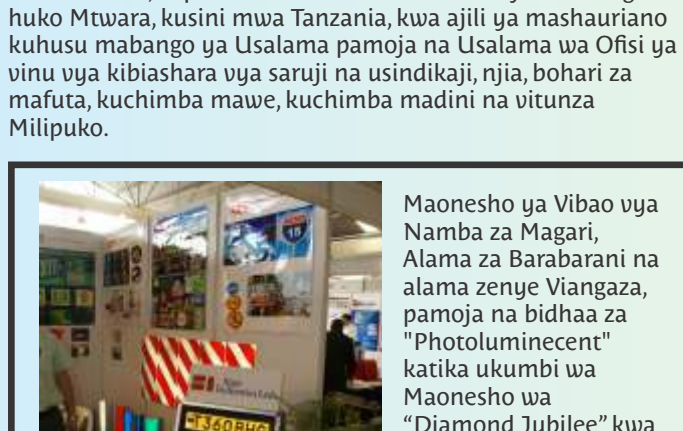 huko Mtwara, kusini mwa Tanzania, kwa ajili ya mashauriano
kuhusu mabango ya Usalama pamoja na Usalama wa Ofisi ya
vinu vya kibiashara vya saruji na usindikaji, njia, bohari za
mafuta, kuchimba mawe, kuchimba madini na vitunza
Milipuko.
Maonesho ya Vibao vya
Namba za Magari,
Alama za Barabarani na
alama zenye Viangaza,
pamoja na bidhaa za
"Photoluminecent"
katika ukumbi wa
Maonesho wa
“Diamond Jubilee” kwa
15
T360BHG